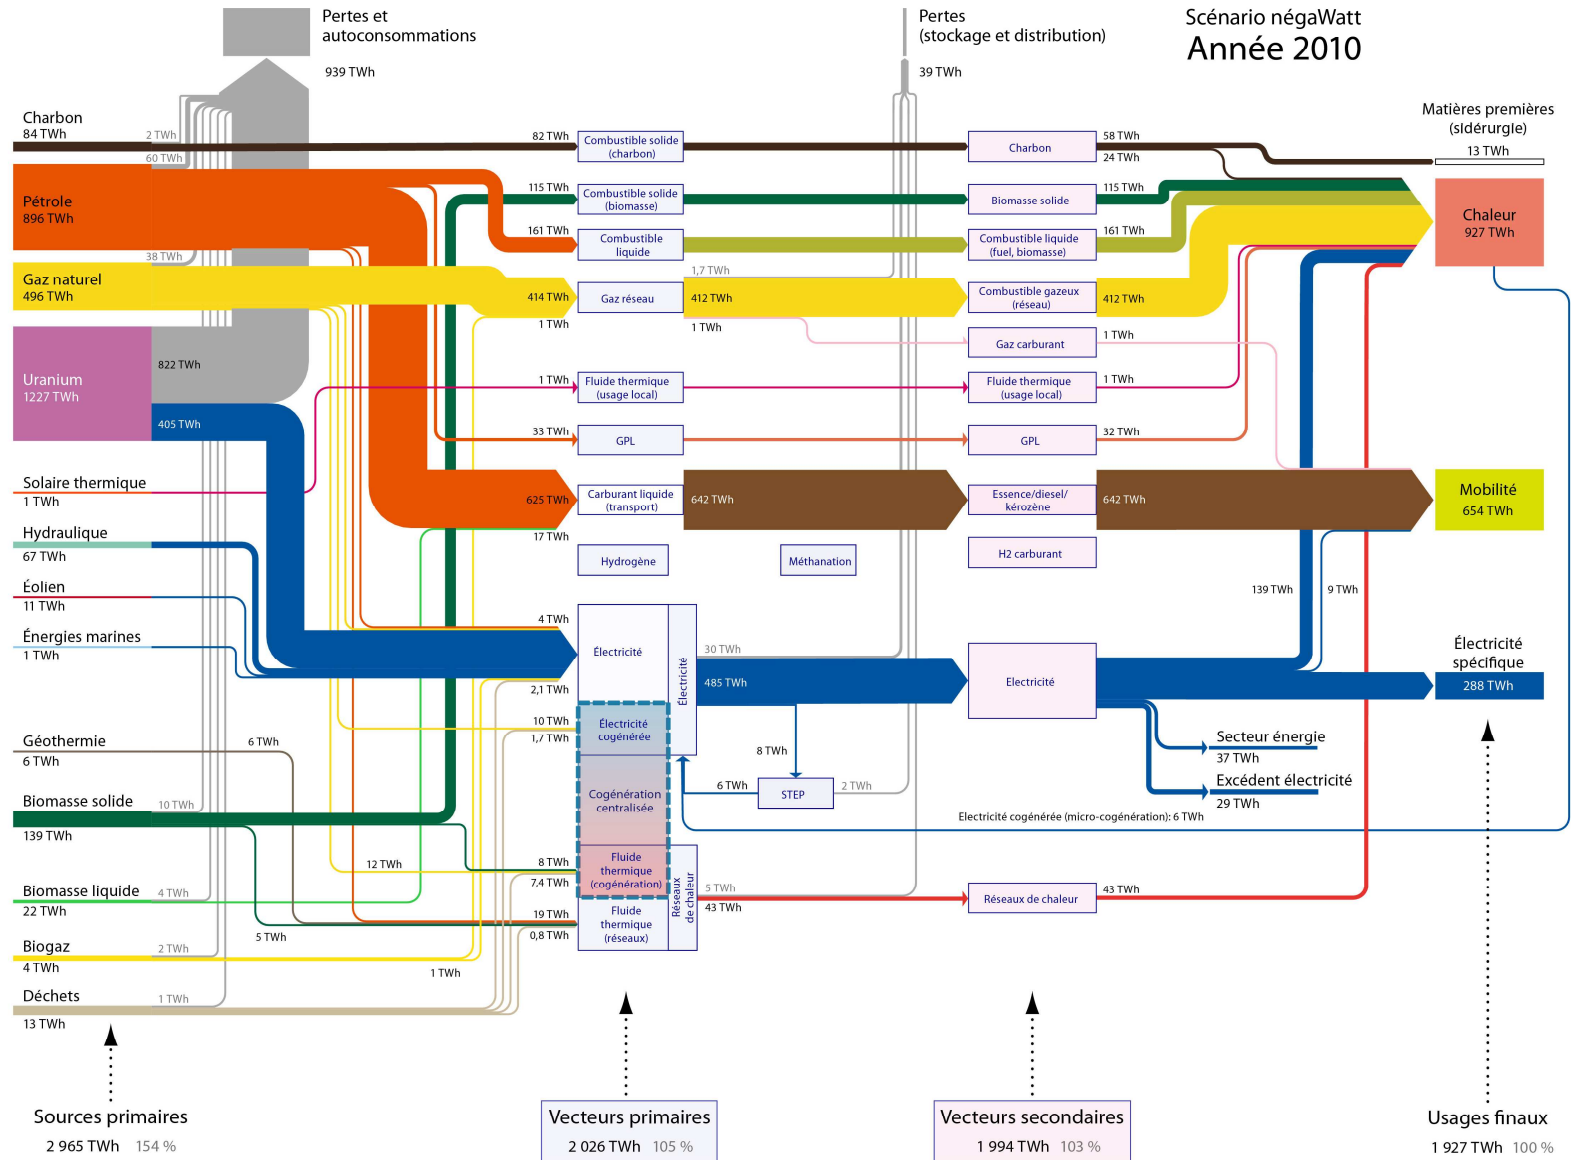 Pertes et
autoconsommations
939 TWh
Pertes
(stockage et distribution)
39 TWh
Scénario négaWatt
Année 2010
Charbon
84 TWh
2 TWh
60 TWh
Pétrole
896 TWh
38 TWh
Gaz naturel
496 TWh
822 TWh
Uranium
1227 TWh
405 TWh
Solaire thermique
1 TWh
Hydraulique
67 TWh
Éolien
11 TWh
Énergies marines
1 TWh
Géothermie
6 TWh
6 TWh
Biomasse solide
10 TWh
139 TWh
Biomasse liquide
4 TWh
22 TWh
5 TWh
Biogaz
2 TWh
4 TWh
1 TWh
Déchets
1 TWh
13 TWh
12 TWh
82 TWh
Combustible solide
(charbon)
115 TWh
Combustible solide
(biomasse)
161 TWh
Combustible
liquide
414 TWh
Gaz réseau
1 TWh
1,7 TWh
412 TWh
1 TWh
1 TWh
Fluide thermique
(usage local)
33 TWh
GPL
625 TWh
Carburant liquide
(transport)
642 TWh
17 TWh
Hydrogène
Méthanation
4 TWh
Électricité
Électricité
2,1 TWh
30 TWh
485 TWh
10 TWh
1,7 TWh
Électricité
cogénérée
Cogénération
centralisée
8 TWh
6 TWh
STEP
2 TWh
8 TWh
7,4 TWh
Fluide
thermique
(cogénération)
Réseaux
de chaleur
19 TWh
0,8 TWh
Fluide
thermique
(réseaux)
5 TWh
43 TWh
Charbon
58 TWh
24 TWh
Biomasse solide
115 TWh
Combustible liquide
(fuel, biomasse)
161 TWh
Combustible gazeux
(réseau)
412 TWh
Gaz carburant
1 TWh
Fluide thermique
(usage local)
1 TWh
GPL
32 TWh
Essence/diesel/
kérozène
642 TWh
H2 carburant
139 TWh
9 TWh
Electricité
Secteur énergie
37 TWh
Excédent électricité
29 TWh
Electricité cogénérée (micro-cogénération): 6 TWh
Réseaux de chaleur
43 TWh
Matières premières
(sidérurgie)
13 TWh
Chaleur
927 TWh
Mobilité
654 TWh
Électricité
spécifique
288 TWh
Sources primaires
2 965 TWh 154 %
Vecteurs primaires
2 026 TWh 105 %
Vecteurs secondaires
1 994 TWh 103 %
Usages finaux
1 927 TWh 100 %